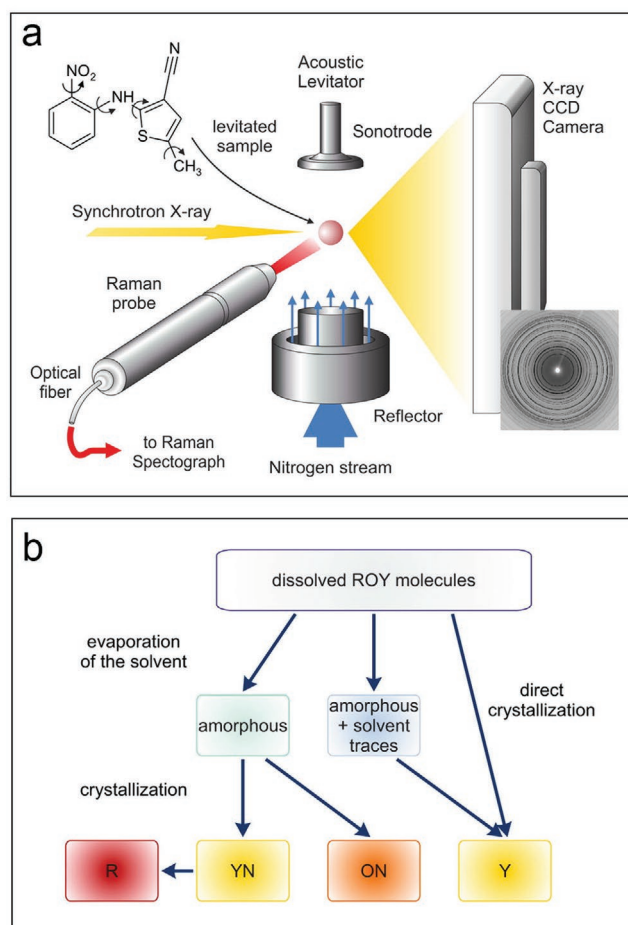 a
NO₂
NH
N
S
CH₃
levitated
sample
Acoustic
Levitator
Sonotrode
X-ray
CCD
Camera
Synchrotron X-ray
Raman
probe
Optical
fiber
to Raman
Spectrograph
Reflector
Nitrogen stream
b
dissolved ROY molecules
evaporation
of the solvent
amorphous
amorphous
+ solvent
traces
direct
crystallization
crystallization
R
YN
ON
Y